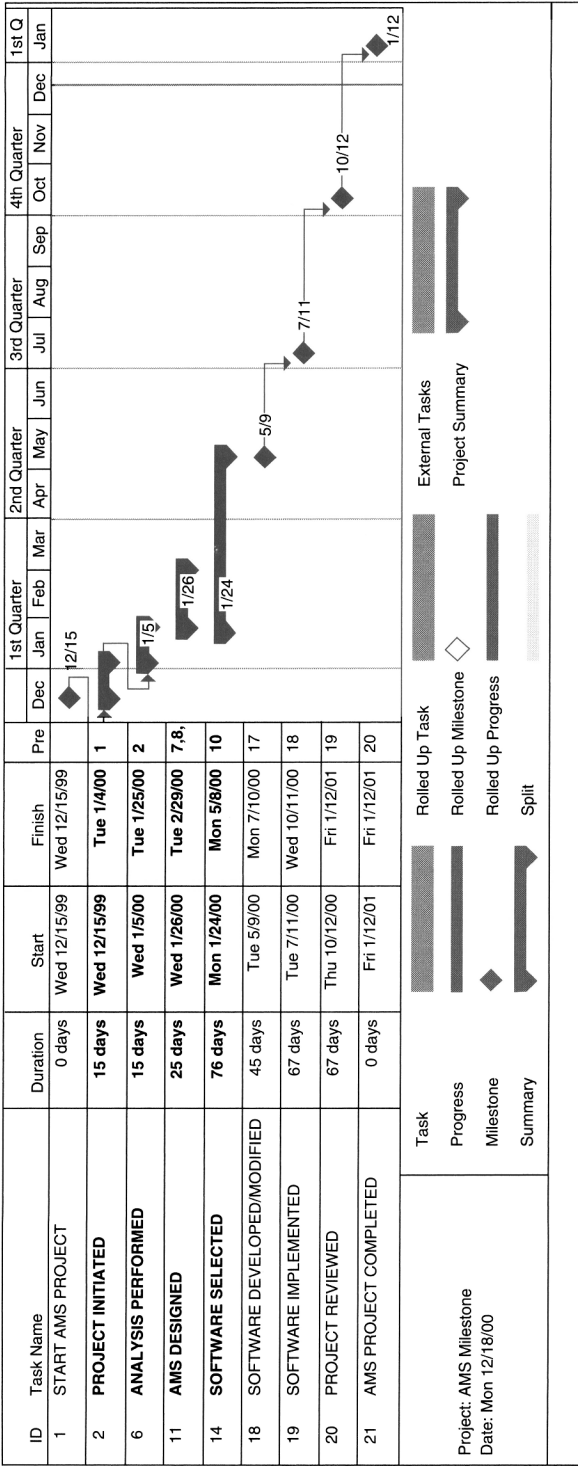 ID Task Name Duration Start Finish Pre
1st Quarter 2nd Quarter 3rd Quarter 4th Quarter 1st Q
Dec Jan Feb Mar Apr May Jun Jul Aug Sep Oct Nov Dec Jan
1 START AMS PROJECT 0 days Wed 12/15/99 Wed 12/15/99 12/15
2 PROJECT INITIATED 15 days Wed 12/15/99 Tue 1/4/00 1
6 ANALYSIS PERFORMED 15 days Wed 1/5/00 Tue 1/25/00 2 1/5
11 AMS DESIGNED 25 days Wed 1/26/00 Tue 2/29/00 7,8, 1/26
14 SOFTWARE SELECTED 76 days Mon 1/24/00 Mon 5/8/00 10 1/24
18 SOFTWARE DEVELOPED/MODIFIED 45 days Tue 5/9/00 Mon 7/10/00 17 5/9
19 SOFTWARE IMPLEMENTED 67 days Tue 7/11/00 Wed 10/11/00 18 7/11
20 PROJECT REVIEWED 67 days Thu 10/12/00 Fri 1/12/01 19 10/12
21 AMS PROJECT COMPLETED 0 days Fri 1/12/01 Fri 1/12/01 20 1/12
Project: AMS Milestone
Date: Mon 12/18/00
Task
Progress
Milestone
Summary
Rolled Up Task
Rolled Up Milestone
Rolled Up Progress
Split
External Tasks
Project Summary